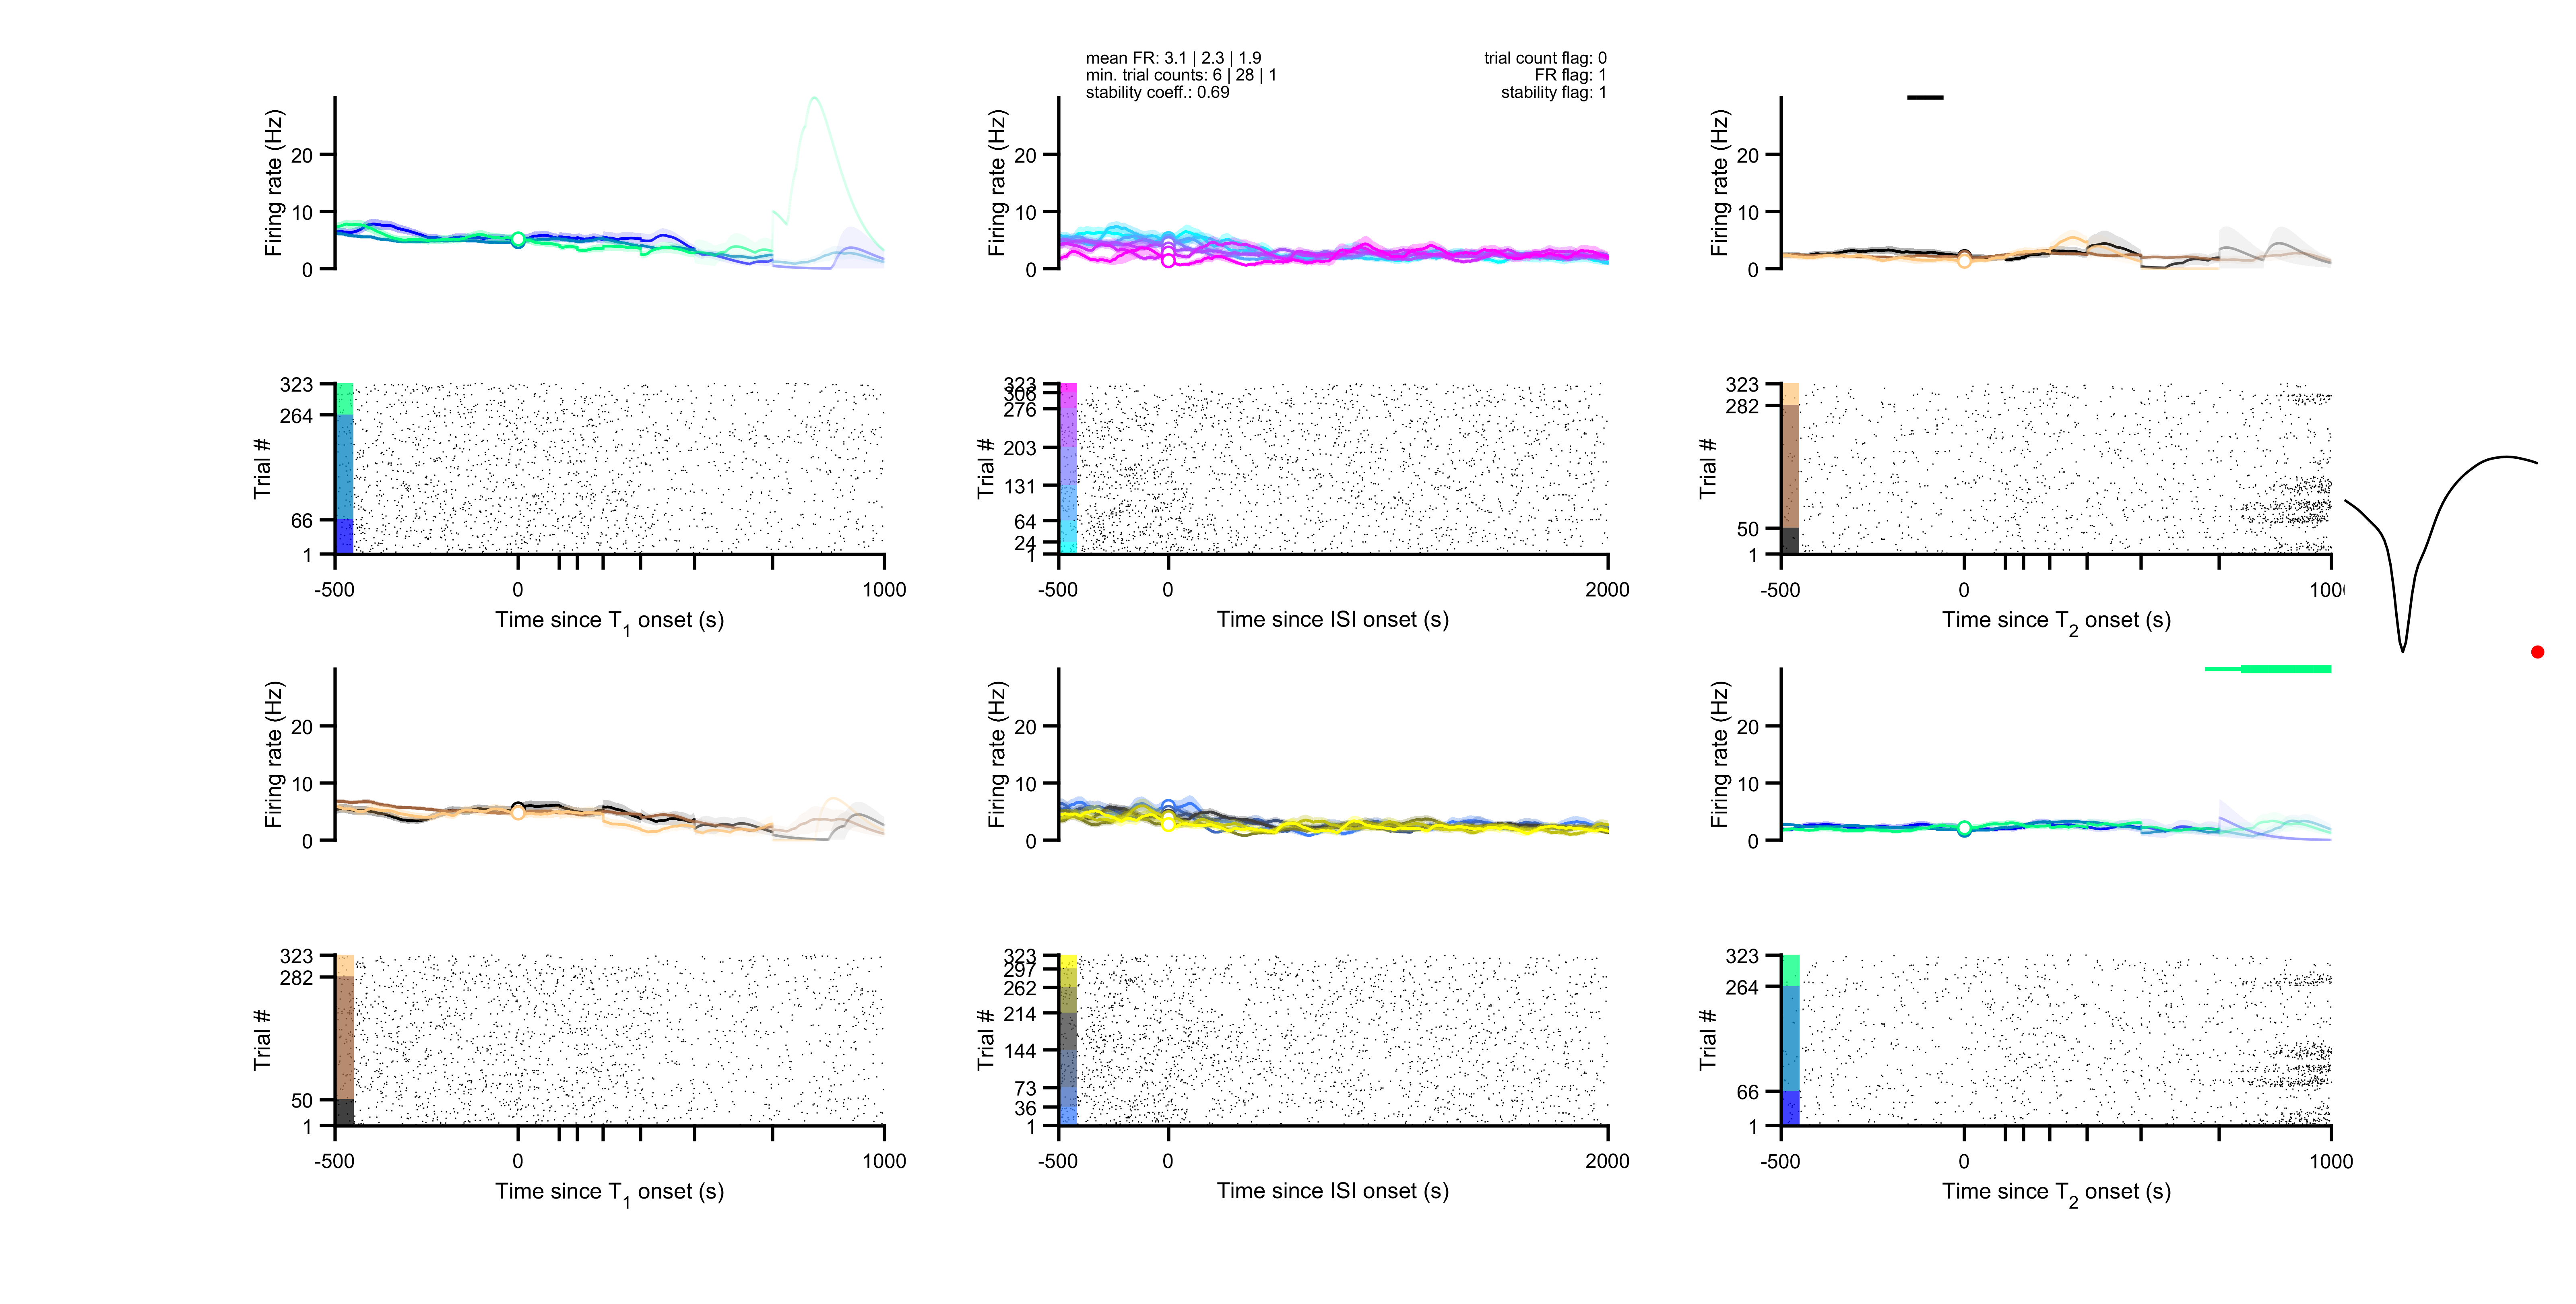 mean FR: 3.1 | 2.3 | 1.9
min. trial counts: 6 | 28 | 1
stability coeff.: 0.69
trial count flag: 0
FR flag: 1
stability flag: 1
Firing rate (Hz)
20
10
0
Firing rate (Hz)
20
10
0
Firing rate (Hz)
20
10
0
Trial #
323
264
66
1
-500
0
1000
Time since T1 onset (s)
Trial #
323
306
276
203
131
64
24
1
-500
0
2000
Time since ISI onset (s)
Trial #
323
282
50
1
-500
0
Time since T2 onset (s)
Firing rate (Hz)
20
10
0
Firing rate (Hz)
20
10
0
Firing rate (Hz)
20
10
0
Trial #
323
282
50
1
-500
0
1000
Time since T1 onset (s)
Trial #
323
297
262
214
144
73
36
1
-500
0
2000
Time since ISI onset (s)
Trial #
323
264
66
1
-500
0
1000
Time since T2 onset (s)